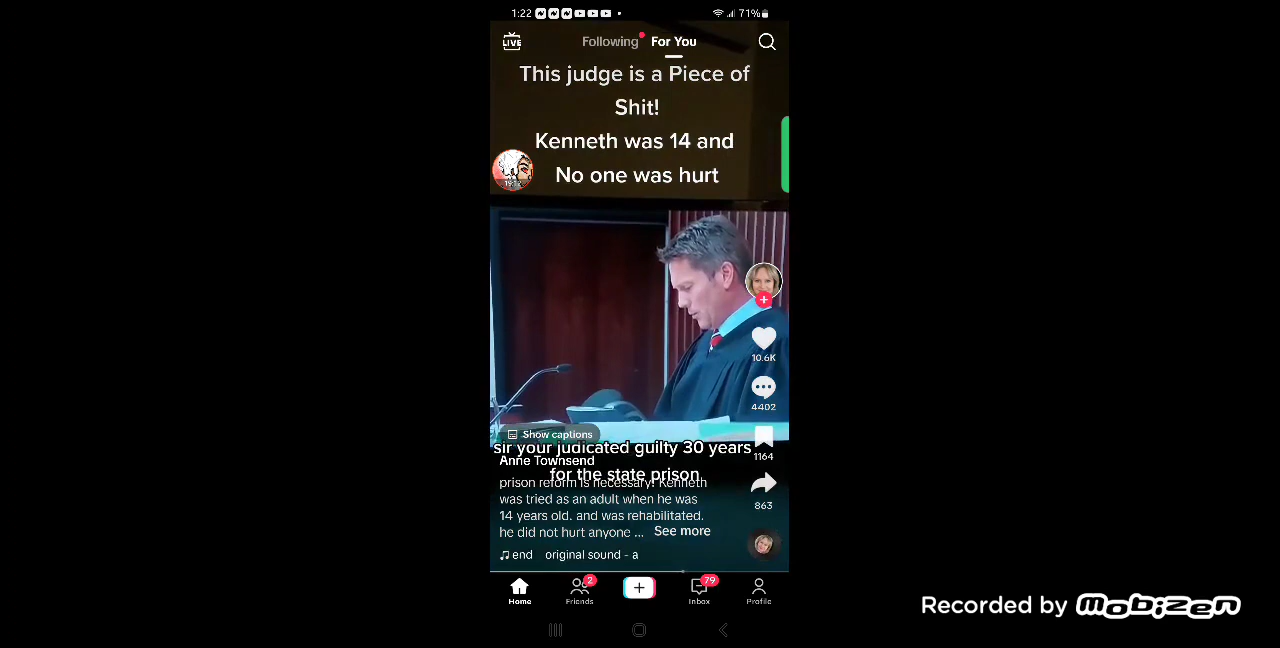 1:22
71%
LIVE
Following
For You
This judge is a Piece of
Shit!
Kenneth was 14 and
No one was hurt
19:12
10.6K
4402
Show captions
sir your judicated guilty 30 years
for the state prison
1164
Anne Townsend
prison reform is necessary! Kenneth
was tried as an adult when he was
14 years old. and was rehabilitated.
he did not hurt anyone ... See more
863
end original sound - a
Home
2
Friends
79
Inbox
Profile
Recorded by MOBIZEN